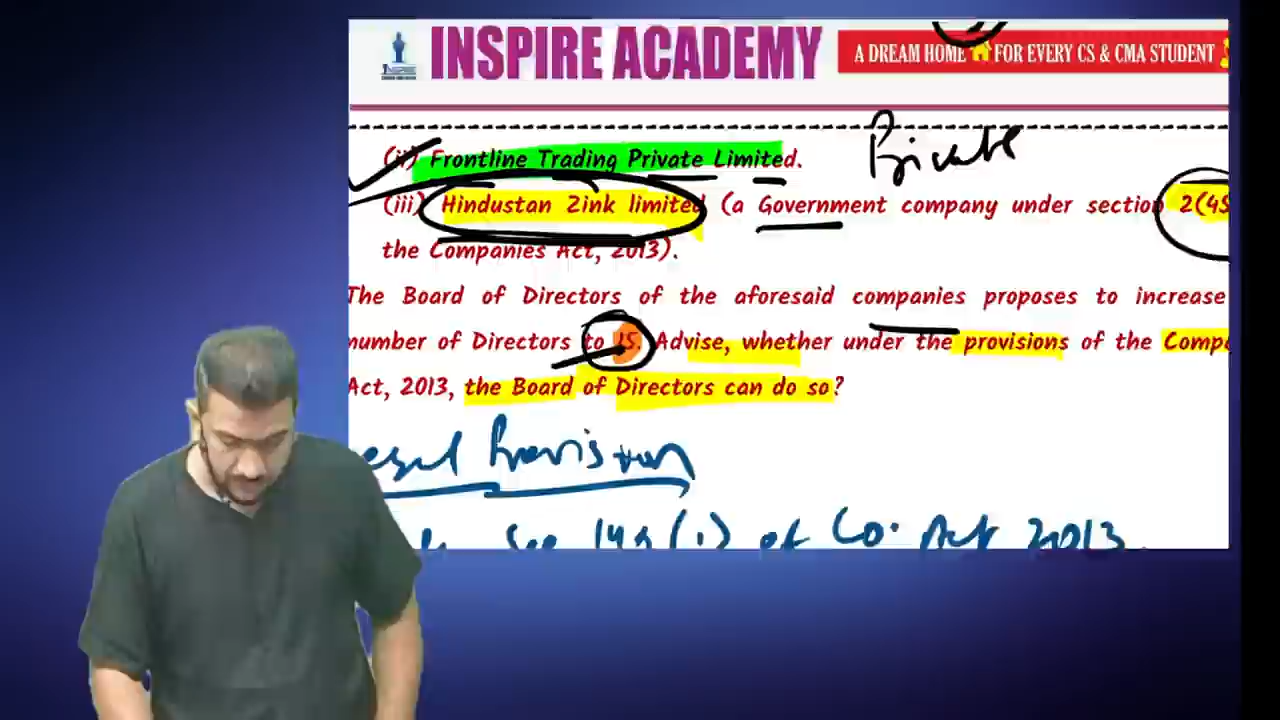 INSPIRE ACADEMY
A DREAM HOME FOR EVERY CS & CMA STUDENT
Private
(ii) Frontline Trading Private Limited.
(iii) Hindustan Zink limited (a Government company under section 2(45
the Companies Act, 2013).
The Board of Directors of the aforesaid companies proposes to increase
number of Directors to 15. Advise, whether under the provisions of the Comp
Act, 2013, the Board of Directors can do so?
Provision
Sec 149(1) of Co. Act 2013.